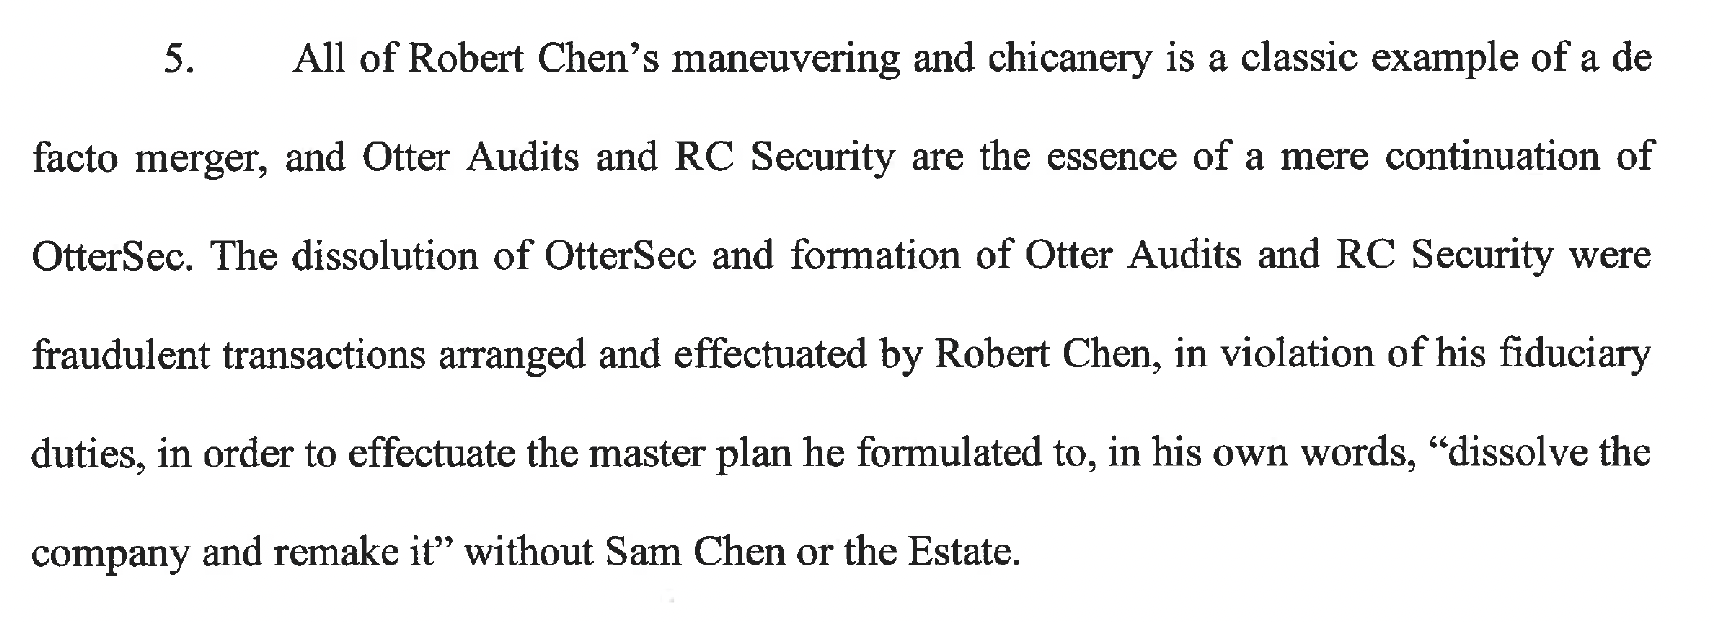 5. All of Robert Chen’s maneuvering and chicanery is a classic example of a de
facto merger, and Otter Audits and RC Security are the essence of a mere continuation of
OtterSec. The dissolution of OtterSec and formation of Otter Audits and RC Security were
fraudulent transactions arranged and effectuated by Robert Chen, in violation of his fiduciary
duties, in order to effectuate the master plan he formulated to, in his own words, “dissolve the
company and remake it” without Sam Chen or the Estate.